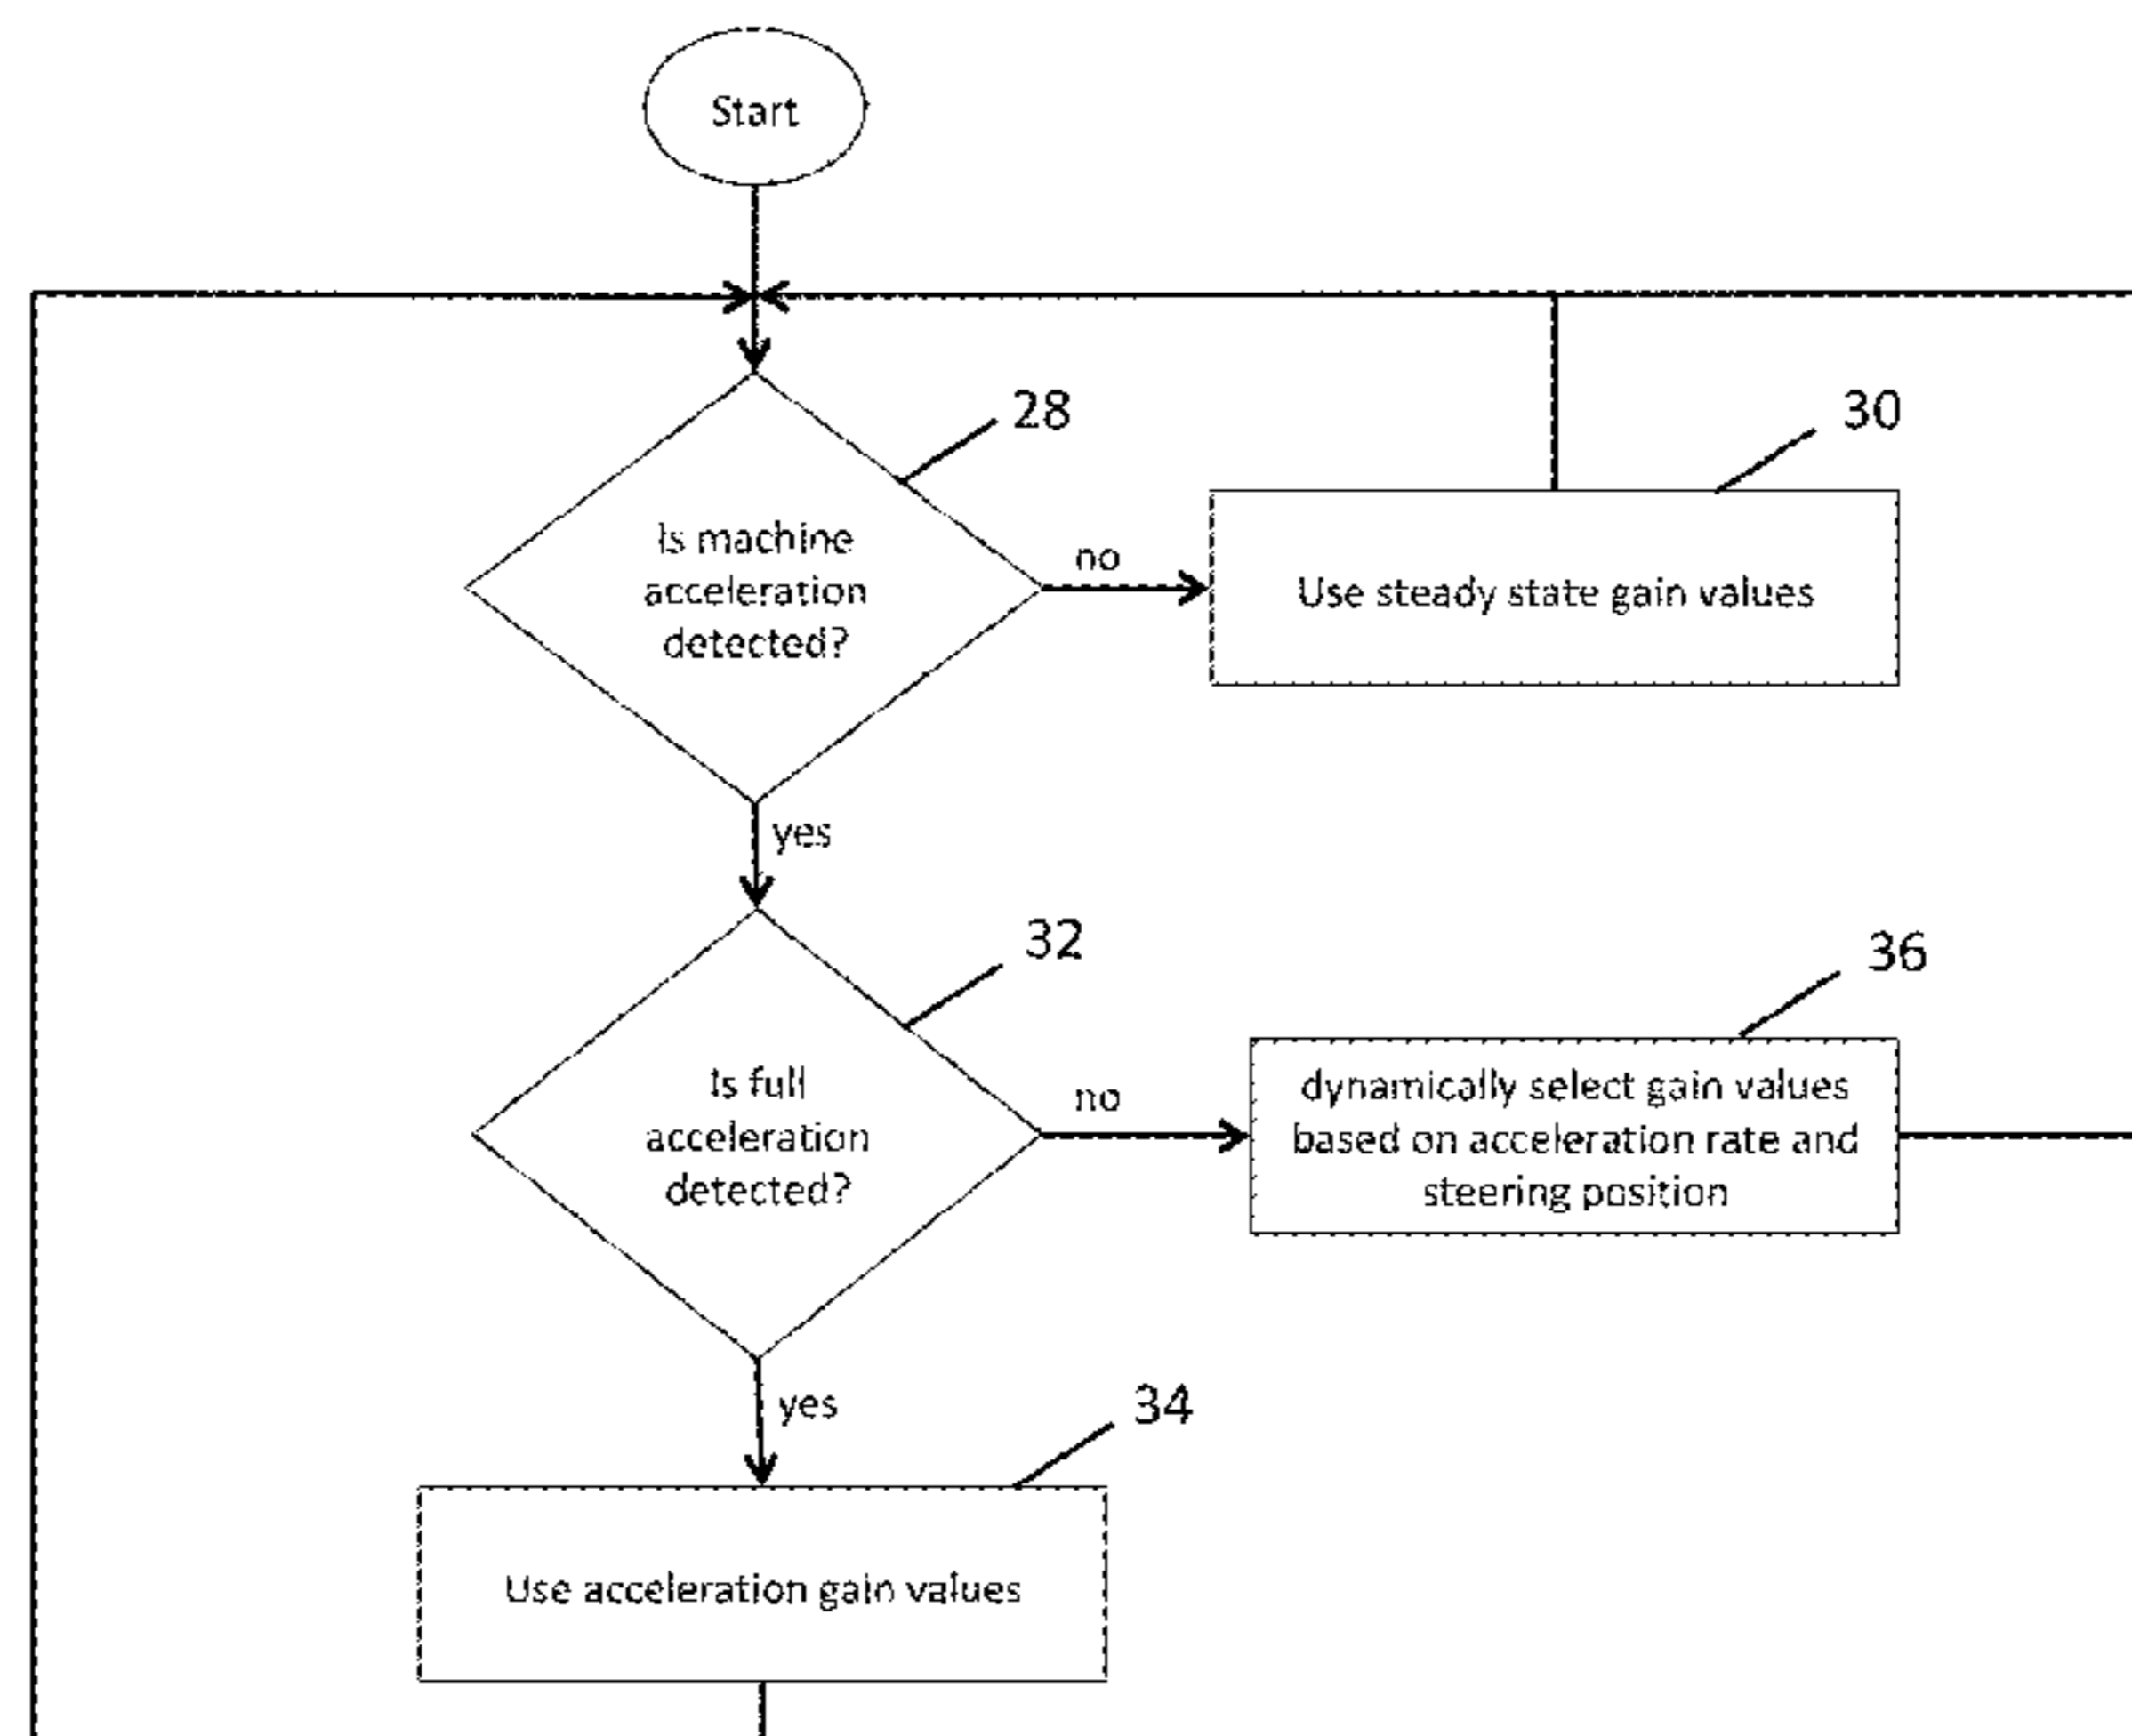 Start
28
30
Is machine
acceleration
detected?
no
Use steady state gain values
yes
32
36
Is full
acceleration
detected?
no
dynamically select gain values
based on acceleration rate and
steering position
yes
34
Use acceleration gain values